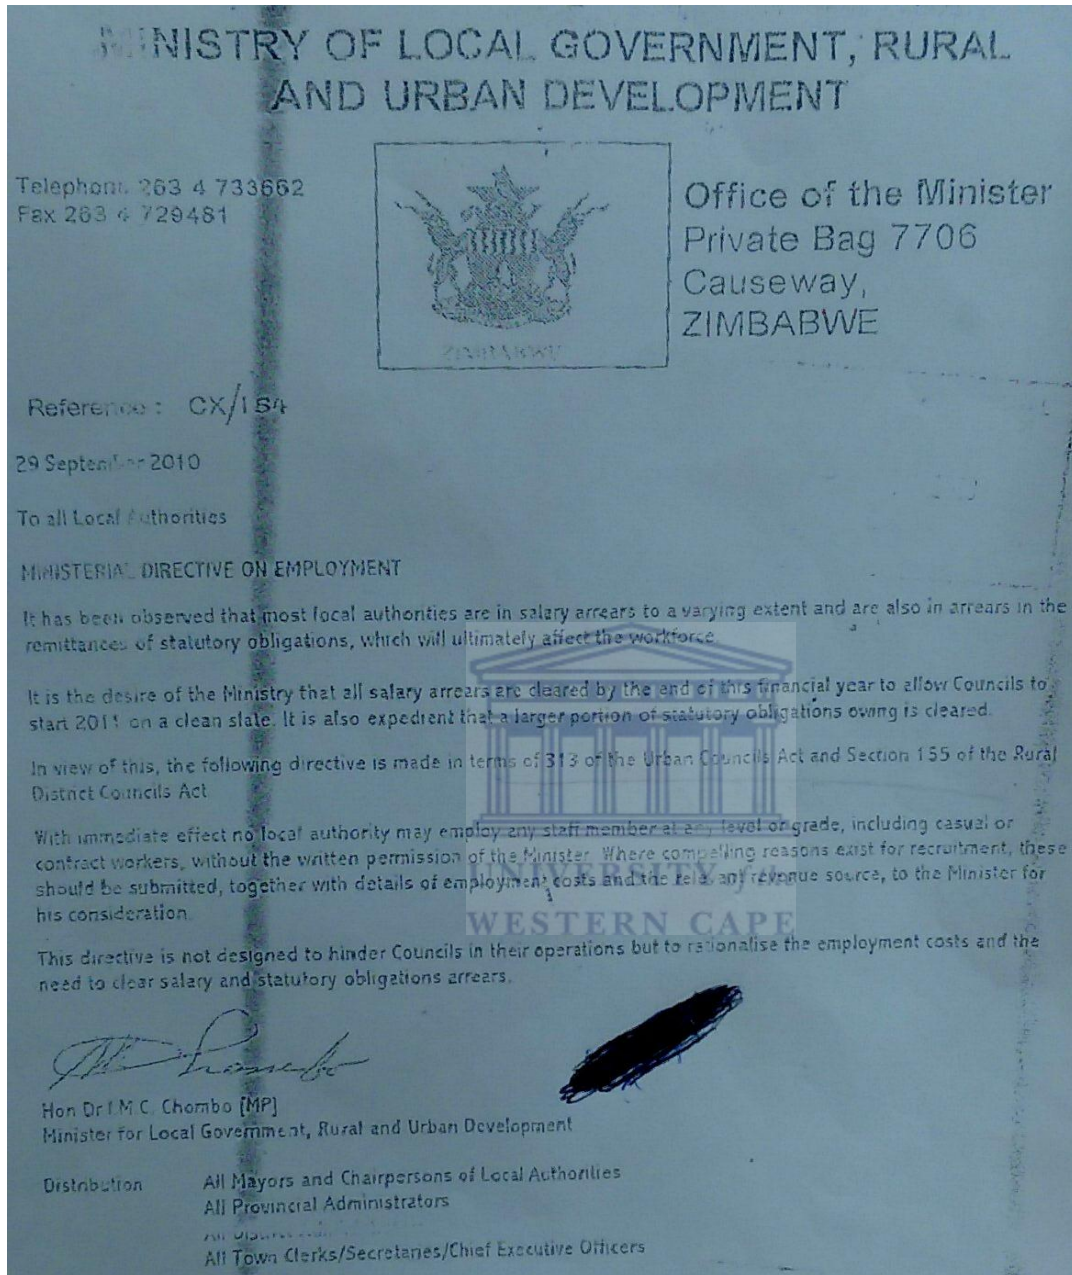 MINISTRY OF LOCAL GOVERNMENT, RURAL
AND URBAN DEVELOPMENT
Telephone 263 4 733662
Fax 263 4 729481
ZIMBABWE
Office of the Minister
Private Bag 7706
Causeway,
ZIMBABWE
Reference : CX/154
29 September 2010
To all Local Authorities
MINISTERIAL DIRECTIVE ON EMPLOYMENT
It has been observed that most local authorities are in salary arrears to a varying extent and are also in arrears in the
remittances of statutory obligations, which will ultimately affect the workforce.
It is the desire of the Ministry that all salary arrears are cleared by the end of this financial year to allow Councils to
start 2011 on a clean slate. It is also expedient that a larger portion of statutory obligations owing is cleared.
In view of this, the following directive is made in terms of 313 of the Urban Councils Act and Section 155 of the Rural
District Councils Act
With immediate effect no local authority may employ any staff member at any level or grade, including casual or
contract workers, without the written permission of the Minister. Where compelling reasons exist for recruitment, these
should be submitted, together with details of employment costs and the relevant revenue source, to the Minister for
his consideration.
UNIVERSITY of the
WESTERN CAPE
This directive is not designed to hinder Councils in their operations but to rationalise the employment costs and the
need to clear salary and statutory obligations arrears.
Hon Dr I.M.C. Chombo [MP]
Minister for Local Government, Rural and Urban Development
Distribution All Mayors and Chairpersons of Local Authorities
All Provincial Administrators
All
All Town Clerks/Secretaries/Chief Executive Officers